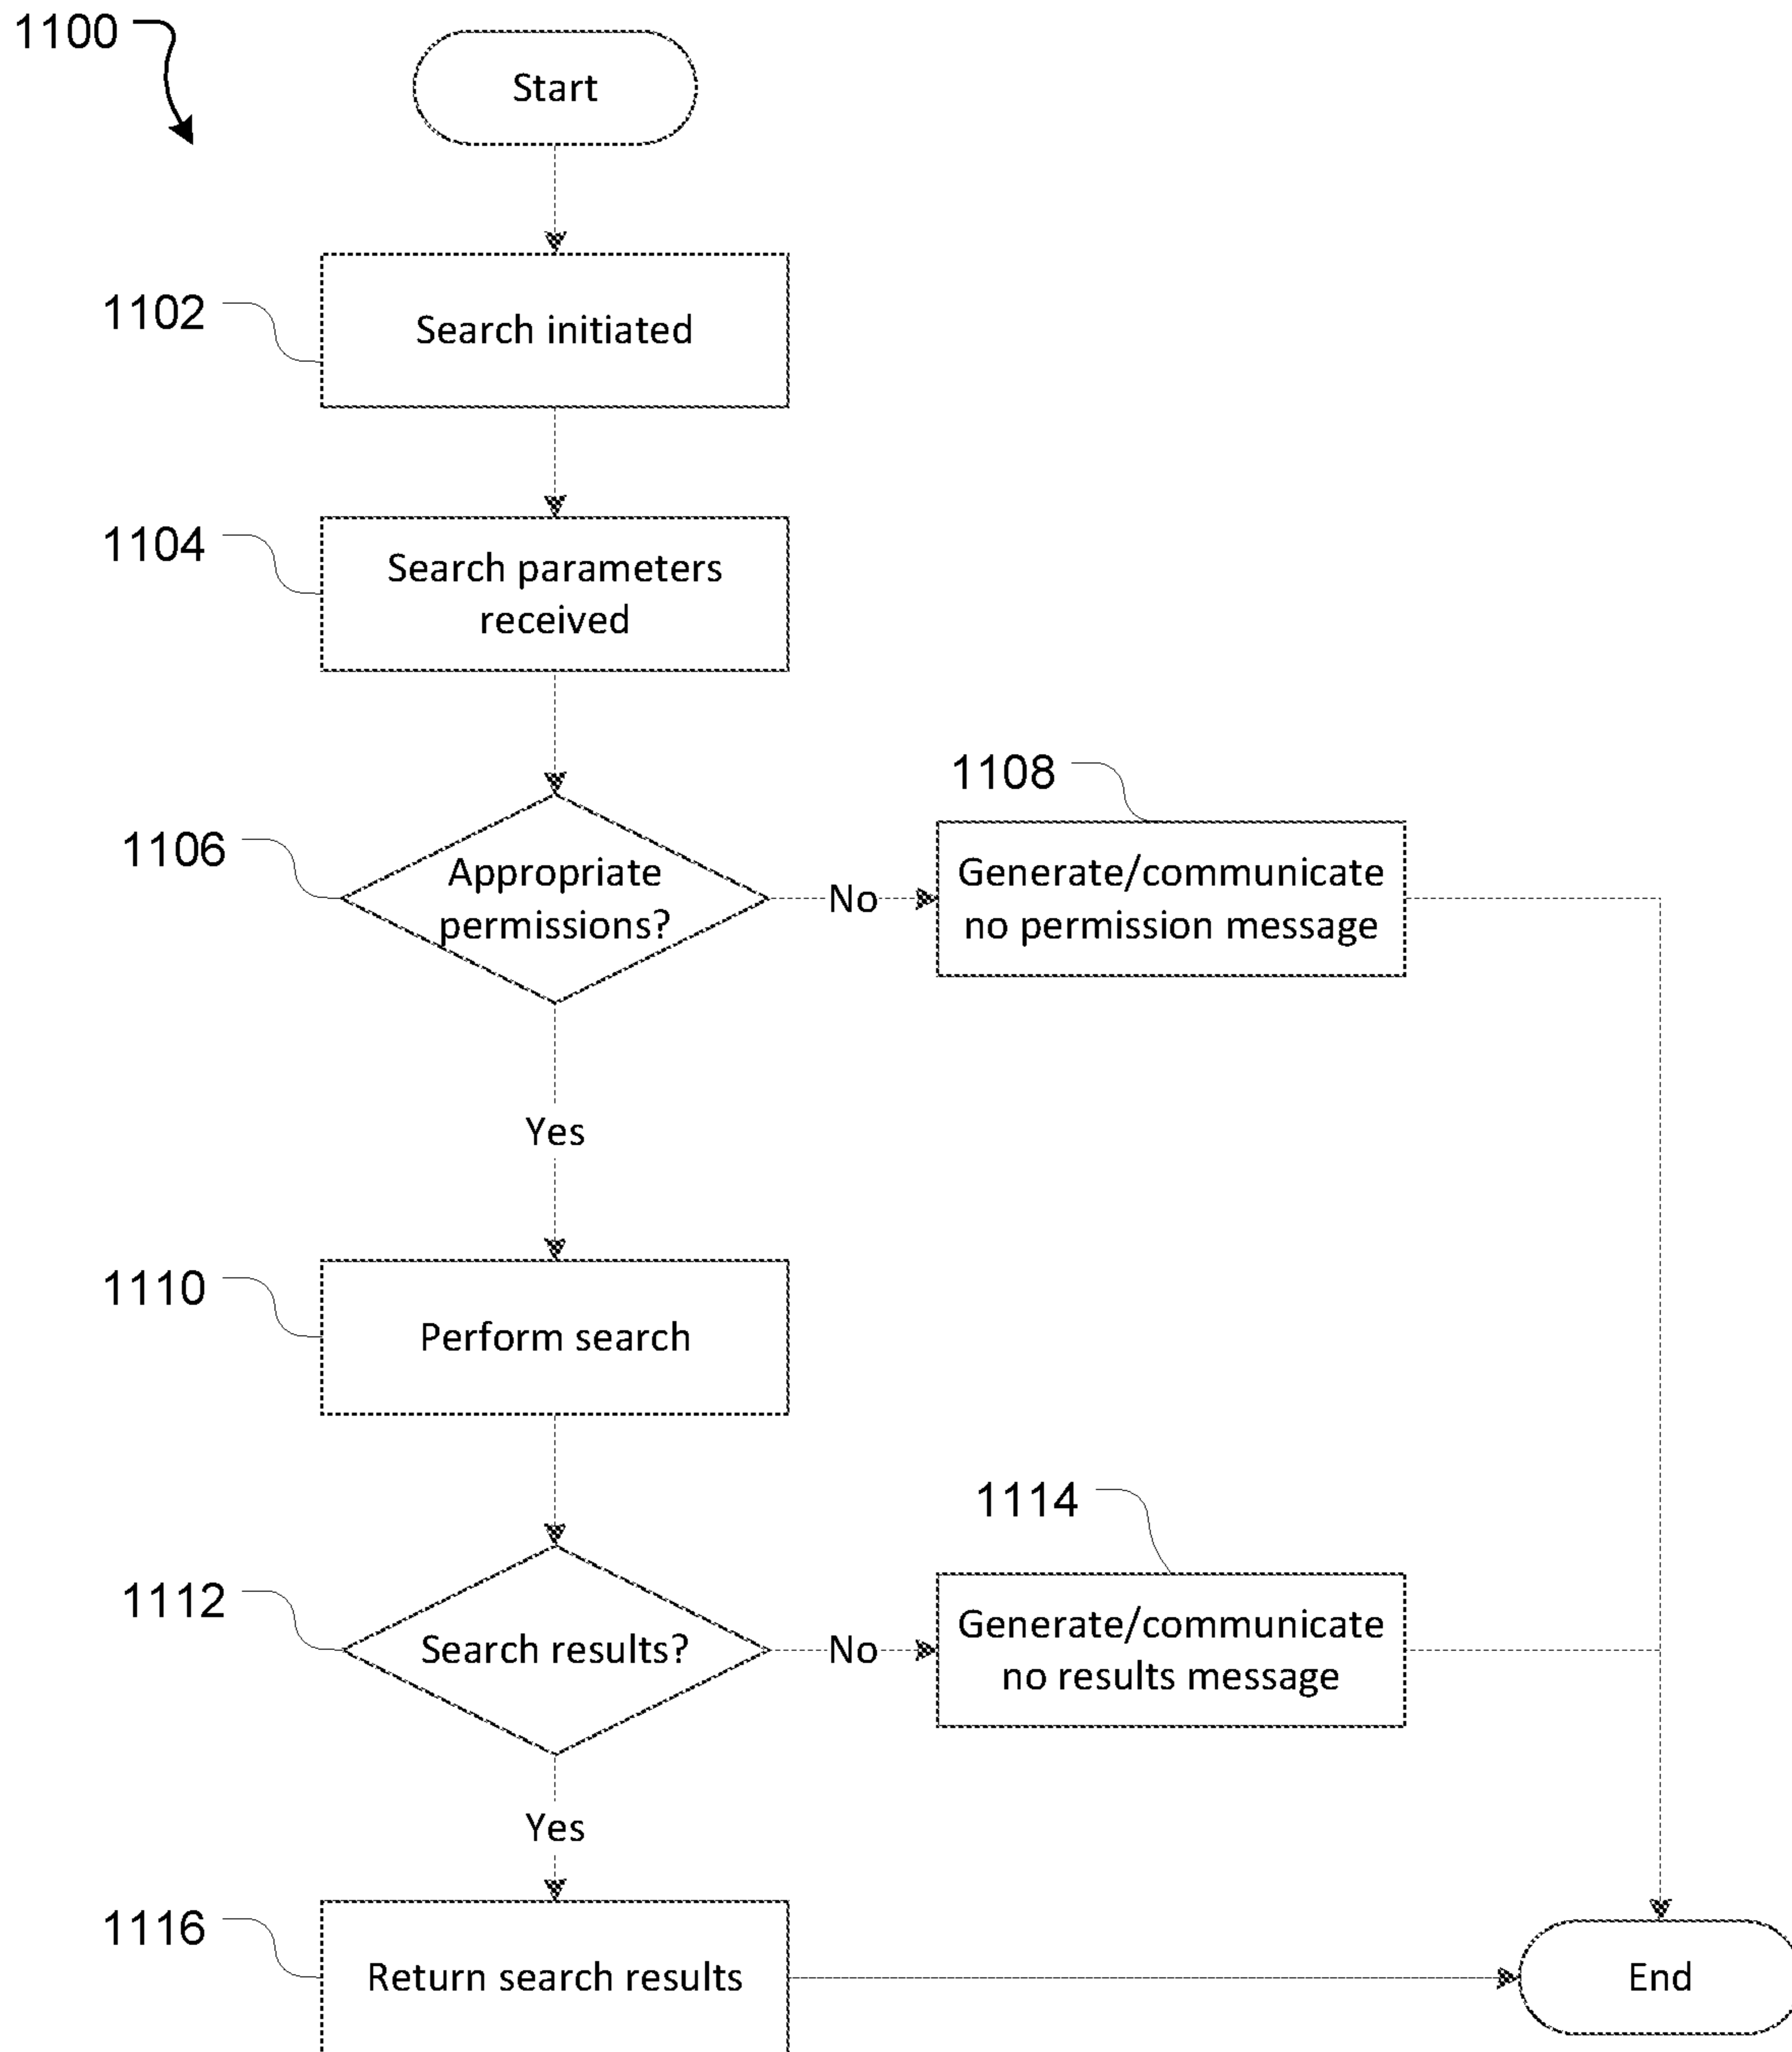 1100
Start
1102
Search initiated
1104
Search parameters
received
1106
Appropriate
permissions?
No
1108
Generate/communicate
no permission message
Yes
1110
Perform search
1112
Search results?
No
1114
Generate/communicate
no results message
Yes
1116
Return search results
End